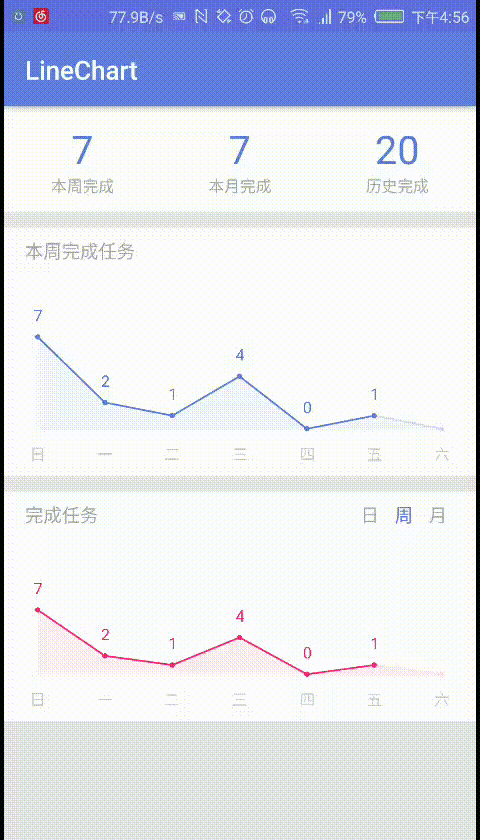 77.9B/s 79% 下午4:56
LineChart
7 7 20
本周完成 本月完成 历史完成
本周完成任务
7
4
2
1 1
0
日 一 二 三 四 五 六
完成任务 日 周 月
7
4
2
1 1
0
日 一 二 三 四 五 六